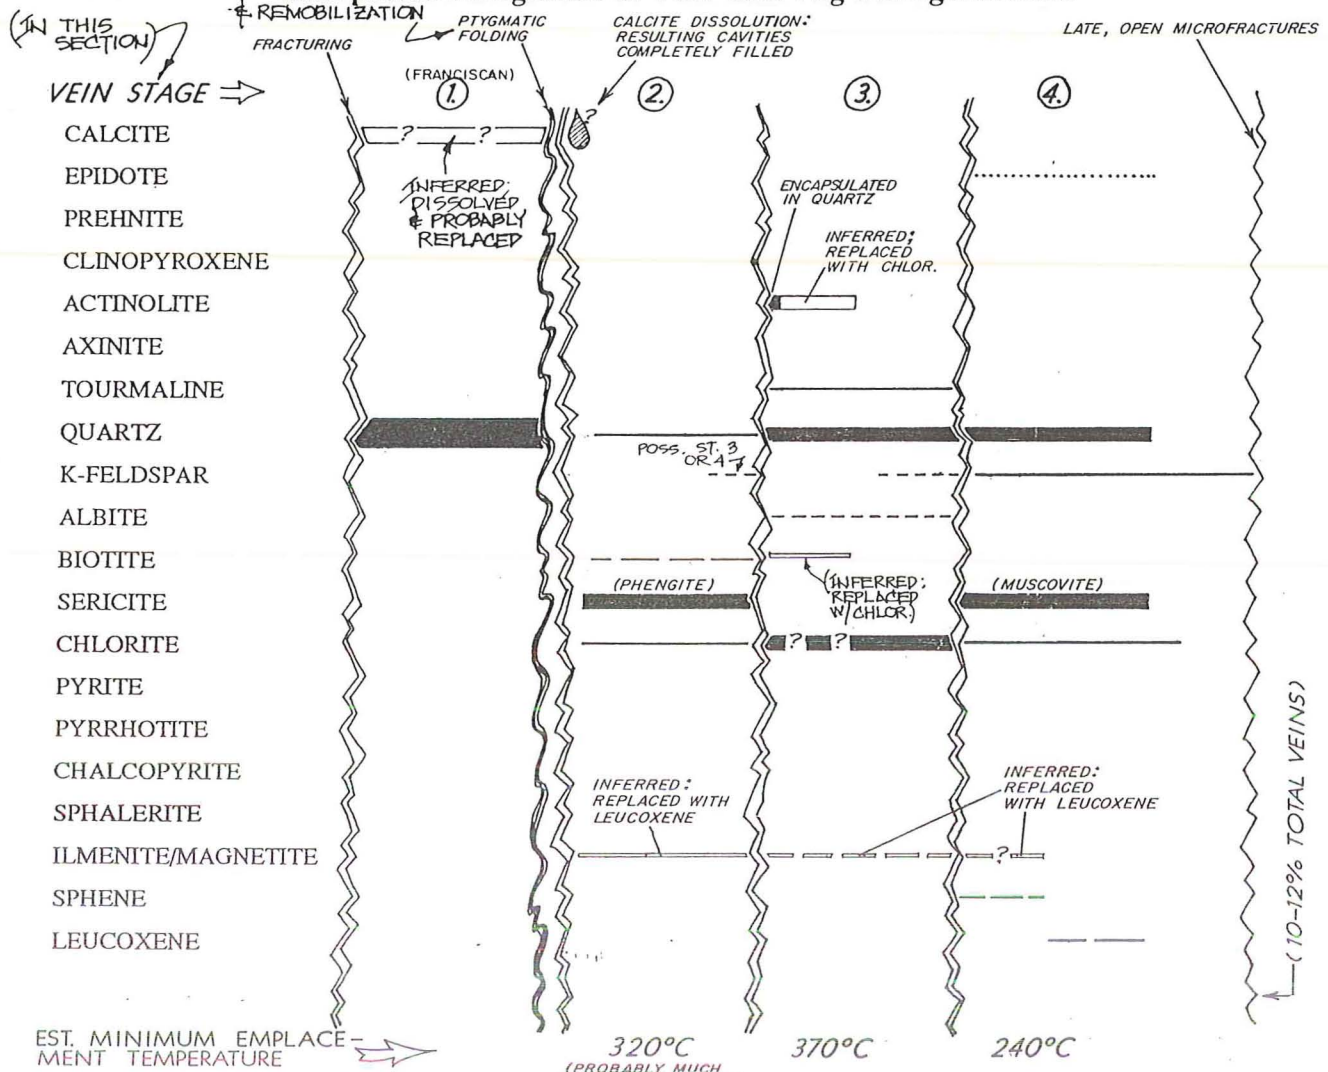 & REMOBILIZATION
(IN THIS
SECTION)
FRACTURING
PTYGMATIC
FOLDING
CALCITE DISSOLUTION:
RESULTING CAVITIES
COMPLETELY FILLED
LATE, OPEN MICROFRACTURES
(FRANCISCAN)
VEIN STAGE ⇒
1.
2.
3.
4.
CALCITE
? ?
?
INFERRED;
DISSOLVED
& PROBABLY
REPLACED
EPIDOTE
PREHNITE
ENCAPSULATED
IN QUARTZ
CLINOPYROXENE
INFERRED;
REPLACED
WITH CHLOR.
ACTINOLITE
AXINITE
TOURMALINE
QUARTZ
POSS. ST. 3
OR 4
K-FELDSPAR
ALBITE
BIOTITE
(INFERRED:
REPLACED
W/CHLOR.)
SERICITE
(PHENGITE)
(MUSCOVITE)
CHLORITE
? ?
PYRITE
PYRRHOTITE
CHALCOPYRITE
SPHALERITE
INFERRED:
REPLACED WITH
LEUCOXENE
INFERRED:
REPLACED
WITH LEUCOXENE
ILMENITE/MAGNETITE
?
SPHENE
LEUCOXENE
(10-12% TOTAL VEINS)
EST. MINIMUM EMPLACE-
MENT TEMPERATURE
320°C
370°C
240°C
(PROBABLY MUCH